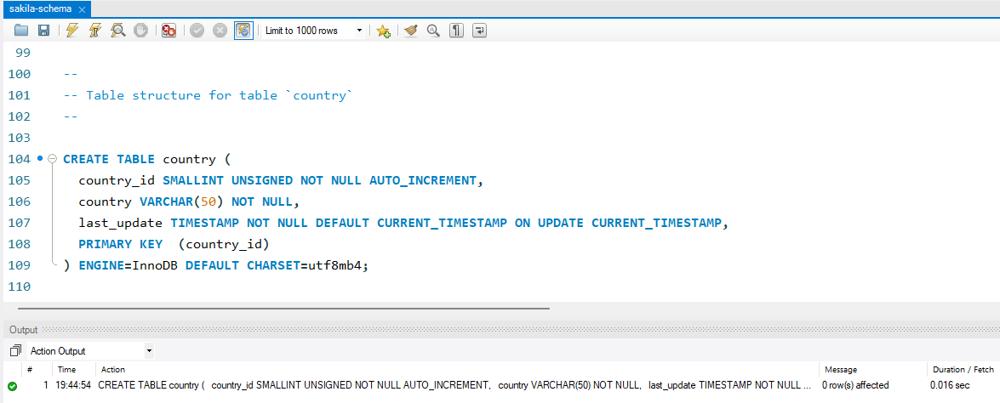 sakila-schema ×
Limit to 1000 rows
99
100 --
101 -- Table structure for table `country`
102 --
103
104 CREATE TABLE country (
105 country_id SMALLINT UNSIGNED NOT NULL AUTO_INCREMENT,
106 country VARCHAR(50) NOT NULL,
107 last_update TIMESTAMP NOT NULL DEFAULT CURRENT_TIMESTAMP ON UPDATE CURRENT_TIMESTAMP,
108 PRIMARY KEY  (country_id)
109 ) ENGINE=InnoDB DEFAULT CHARSET=utf8mb4;
110
Output
Action Output
# Time Action Message Duration / Fetch
1 19:44:54 CREATE TABLE country (   country_id SMALLINT UNSIGNED NOT NULL AUTO_INCREMENT,   country VARCHAR(50) NOT NULL,   last_update TIMESTAMP NOT NULL ... 0 row(s) affected 0.016 sec